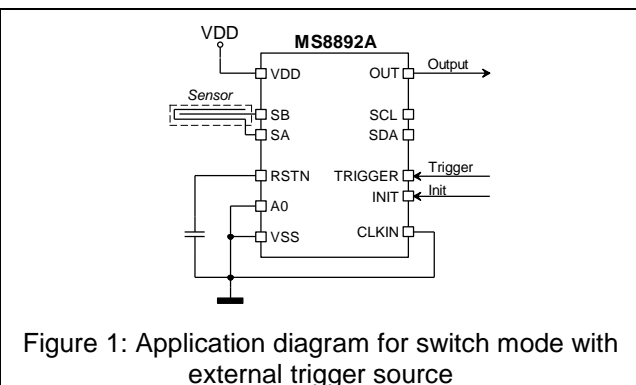 VDD
MS8892A
VDD OUT Output
Sensor
SB SCL
SA SDA
RSTN TRIGGER Trigger
INIT Init
A0
VSS CLKIN
Figure 1: Application diagram for switch mode with
external trigger source